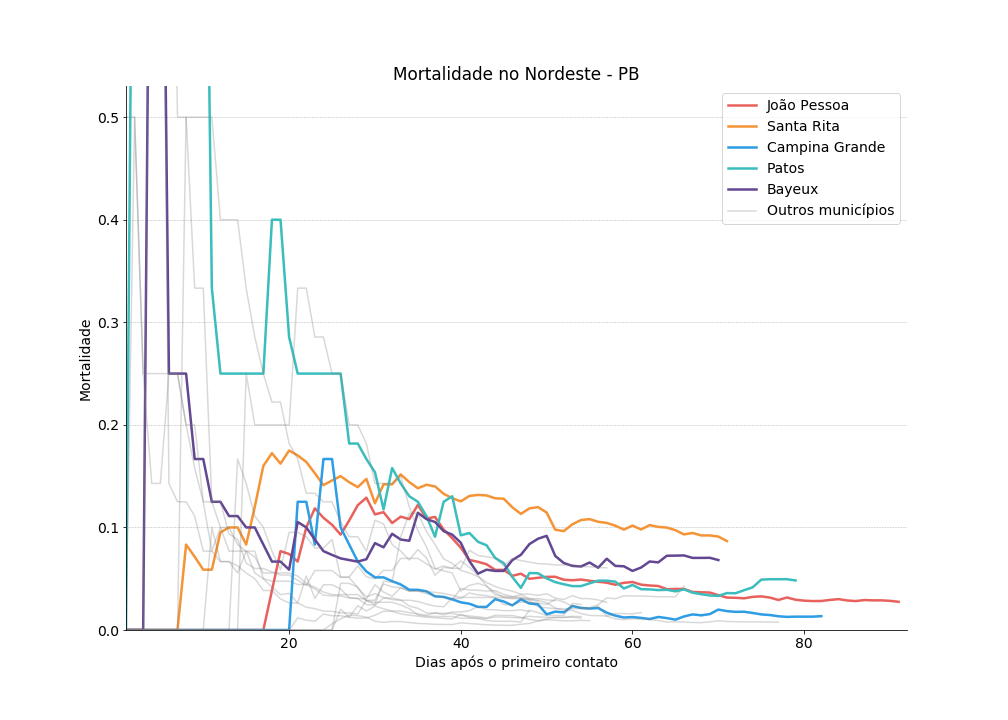 Mortalidade no Nordeste - PB
João Pessoa
Santa Rita
Campina Grande
Patos
Bayeux
Outros municípios
Mortalidade
0.5
0.4
0.3
0.2
0.1
0.0
20
40
60
80
Dias após o primeiro contato